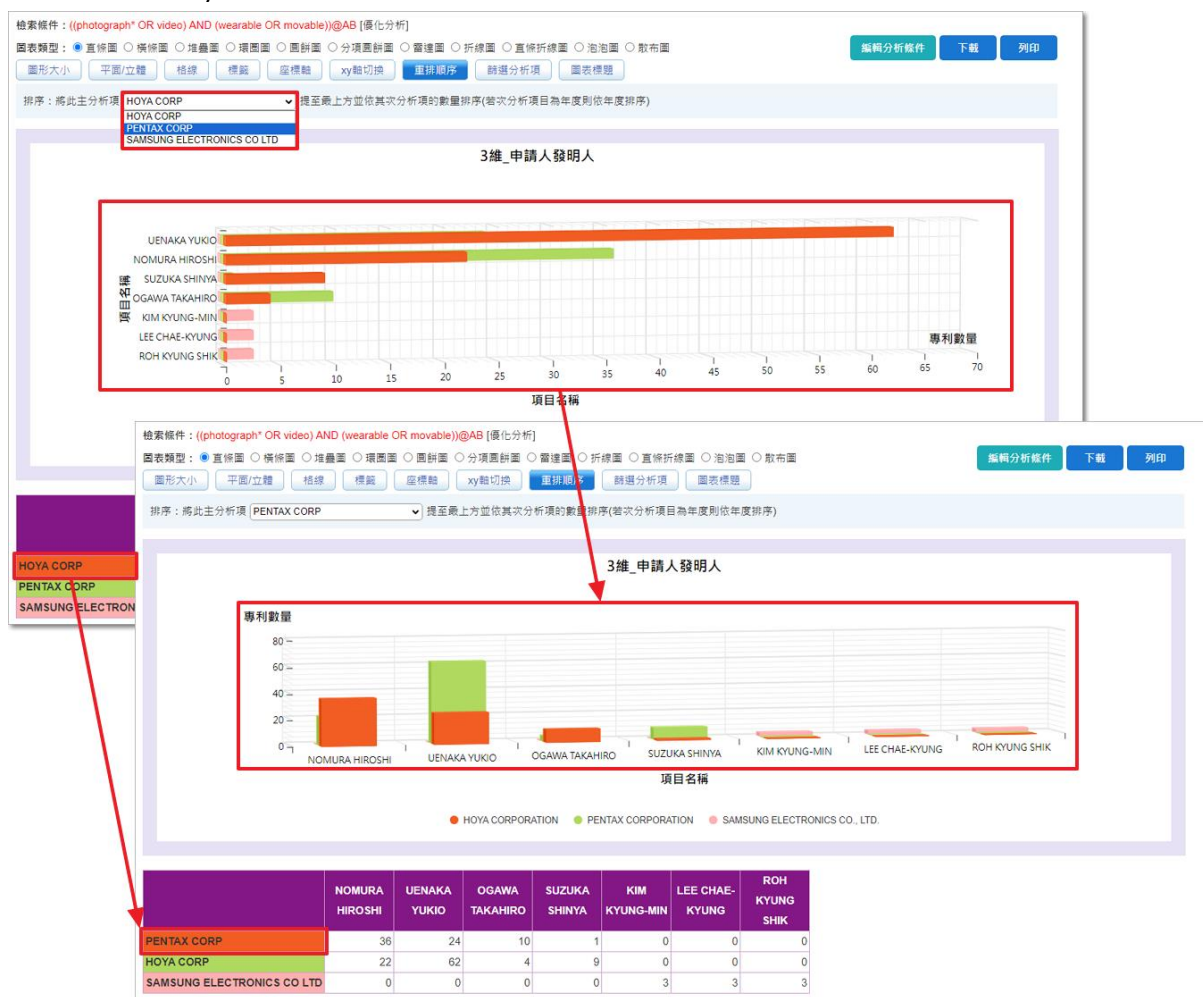 檢索條件：((photograph* OR video) AND (wearable OR movable))@AB [優化分析]
圖表類型： 直條圖 橫條圖 堆疊圖 環圈圖 圓餅圖 分項圓餅圖 雷達圖 折線圖 直條折線圖 泡泡圖 散布圖
編輯分析條件 下載 列印
圖形大小 平面/立體 格線 標籤 座標軸 xy軸切換 重排順序 篩選分析項 圖表標題
排序：將此主分析項 HOYA CORP 提至最上方並依其次分析項的數量排序(若次分析項目為年度則依年度排序)
HOYA CORP
PENTAX CORP
SAMSUNG ELECTRONICS CO LTD
3維_申請人發明人
UENAKA YUKIO
NOMURA HIROSHI
SUZUKA SHINYA
OGAWA TAKAHIRO
KIM KYUNG-MIN
LEE CHAE-KYUNG
ROH KYUNG SHIK
項目名稱
專利數量
0 5 10 15 20 25 30 35 40 45 50 55 60 65 70
項目名稱
HOYA CORP
PENTAX CORP
SAMSUNG ELECTRON
檢索條件：((photograph* OR video) AND (wearable OR movable))@AB [優化分析]
圖表類型： 直條圖 橫條圖 堆疊圖 環圈圖 圓餅圖 分項圓餅圖 雷達圖 折線圖 直條折線圖 泡泡圖 散布圖
編輯分析條件 下載 列印
圖形大小 平面/立體 格線 標籤 座標軸 xy軸切換 重排順序 篩選分析項 圖表標題
排序：將此主分析項 PENTAX CORP 提至最上方並依其次分析項的數量排序(若次分析項目為年度則依年度排序)
3維_申請人發明人
專利數量
80
60
40
20
0
NOMURA HIROSHI UENAKA YUKIO OGAWA TAKAHIRO SUZUKA SHINYA KIM KYUNG-MIN LEE CHAE-KYUNG ROH KYUNG SHIK
項目名稱
HOYA CORPORATION PENTAX CORPORATION SAMSUNG ELECTRONICS CO., LTD.
NOMURA HIROSHI UENAKA YUKIO OGAWA TAKAHIRO SUZUKA SHINYA KIM KYUNG-MIN LEE CHAE-KYUNG ROH KYUNG SHIK
PENTAX CORP 36 24 10 1 0 0 0
HOYA CORP 22 62 4 9 0 0 0
SAMSUNG ELECTRONICS CO LTD 0 0 0 0 3 3 3